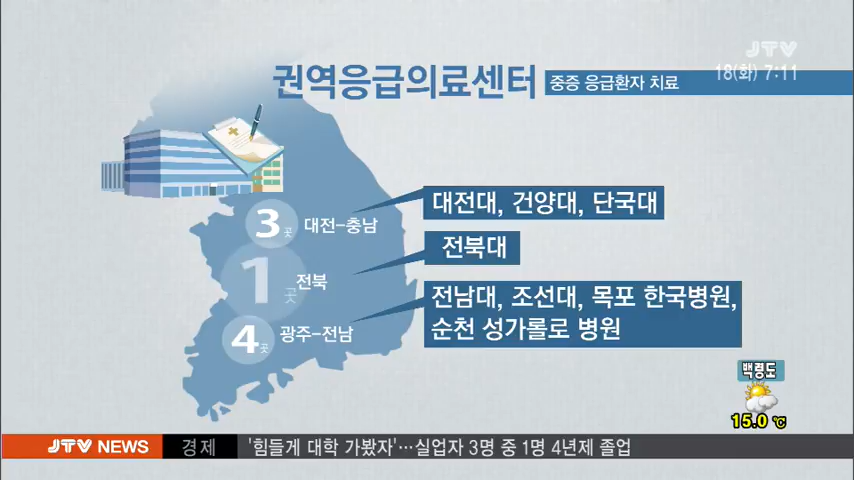 JTV
18(화) 7:11
권역응급의료센터
중증 응급환자 치료
3곳 대전-충남
대전대, 건양대, 단국대
1곳 전북
전북대
4곳 광주-전남
전남대, 조선대, 목포 한국병원,
순천 성가롤로 병원
백령도
15.0 ℃
JTV NEWS 경제 '힘들게 대학 가봤자'…실업자 3명 중 1명 4년제 졸업